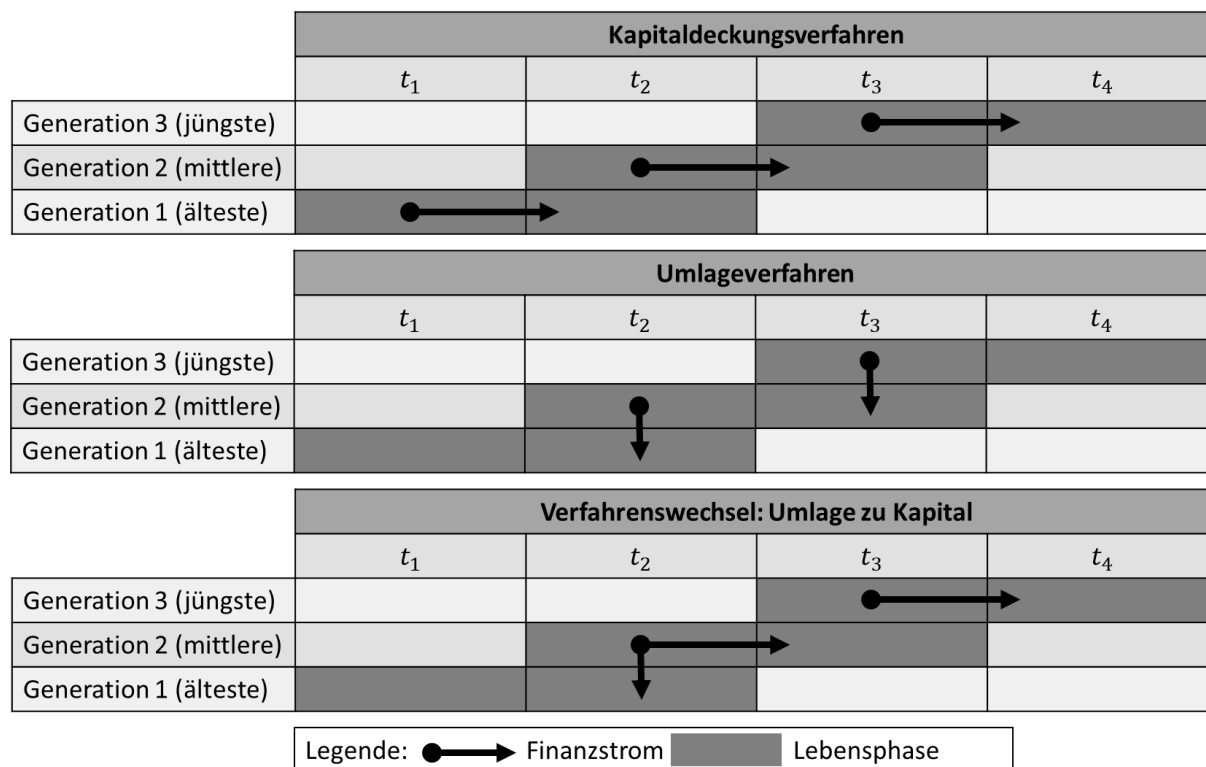 Kapitaldeckungsverfahren
t₁ t₂ t₃ t₄
Generation 3 (jüngste)
Generation 2 (mittlere)
Generation 1 (älteste)
Umlageverfahren
t₁ t₂ t₃ t₄
Generation 3 (jüngste)
Generation 2 (mittlere)
Generation 1 (älteste)
Verfahrenswechsel: Umlage zu Kapital
t₁ t₂ t₃ t₄
Generation 3 (jüngste)
Generation 2 (mittlere)
Generation 1 (älteste)
Legende: Finanzstrom Lebensphase